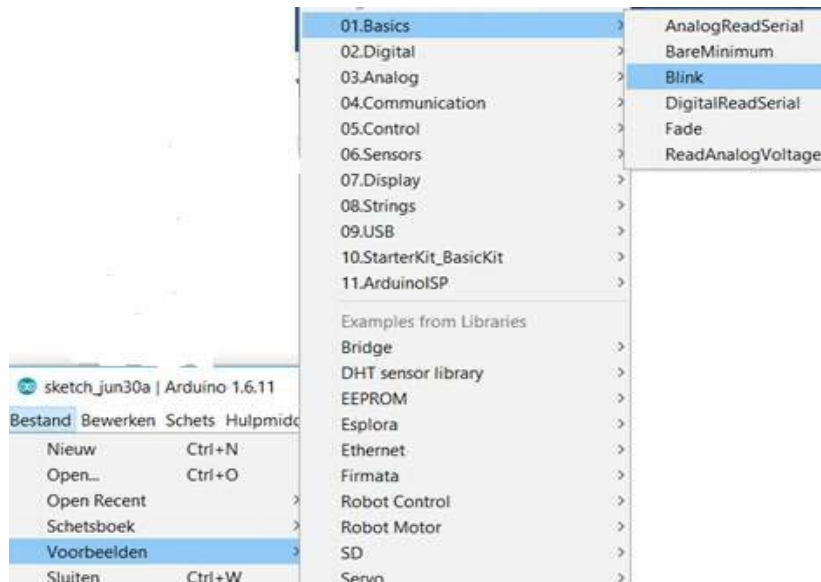 sketch_jun30a | Arduino 1.6.11
Bestand Bewerken Schets
Nieuw Ctrl+N
Open... Ctrl+O
Open Recent
Schetsboek
Voorbeelden
Sluiten Ctrl+W
01.Basics
02.Digital
03.Analog
04.Communication
05.Control
06.Sensors
07.Display
08.Strings
09.USB
10.StarterKit_BasicKit
11.ArduinoISP
Examples from Libraries
Bridge
DHT sensor library
EEPROM
Esplora
Ethernet
Firmata
Robot Control
Robot Motor
SD
Servo
AnalogReadSerial
BareMinimum
Blink
DigitalReadSerial
Fade
ReadAnalogVoltage